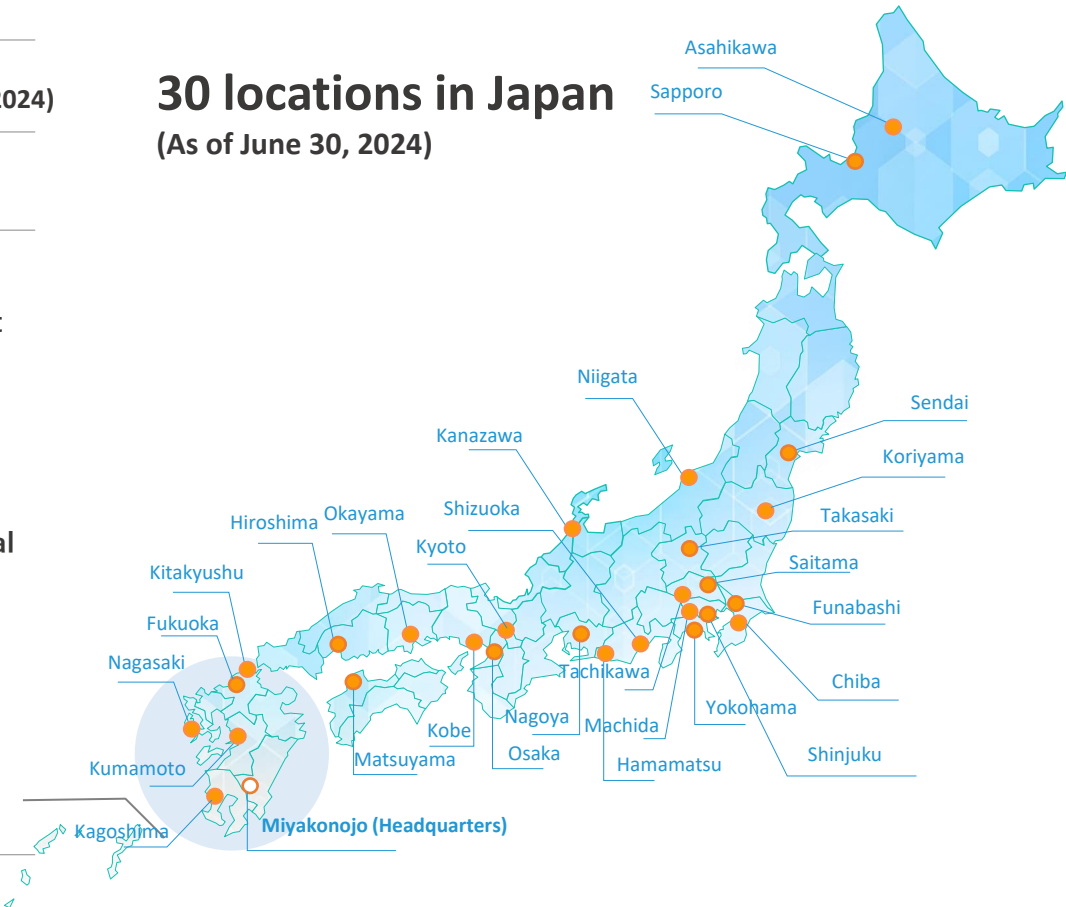 2024)
30 locations in Japan
(As of June 30, 2024)
Asahikawa
Sapporo
Niigata
Sendai
Kanazawa
Koriyama
Shizuoka
Hiroshima
Okayama
Takasaki
Kyoto
Saitama
Kitakyushu
Funabashi
Fukuoka
Nagasaki
Tachikawa
Chiba
Yokohama
Nagoya
Machida
Kobe
Osaka
Shinjuku
Matsuyama
Hamamatsu
Kumamoto
Miyakonojo (Headquarters)
Kagoshima